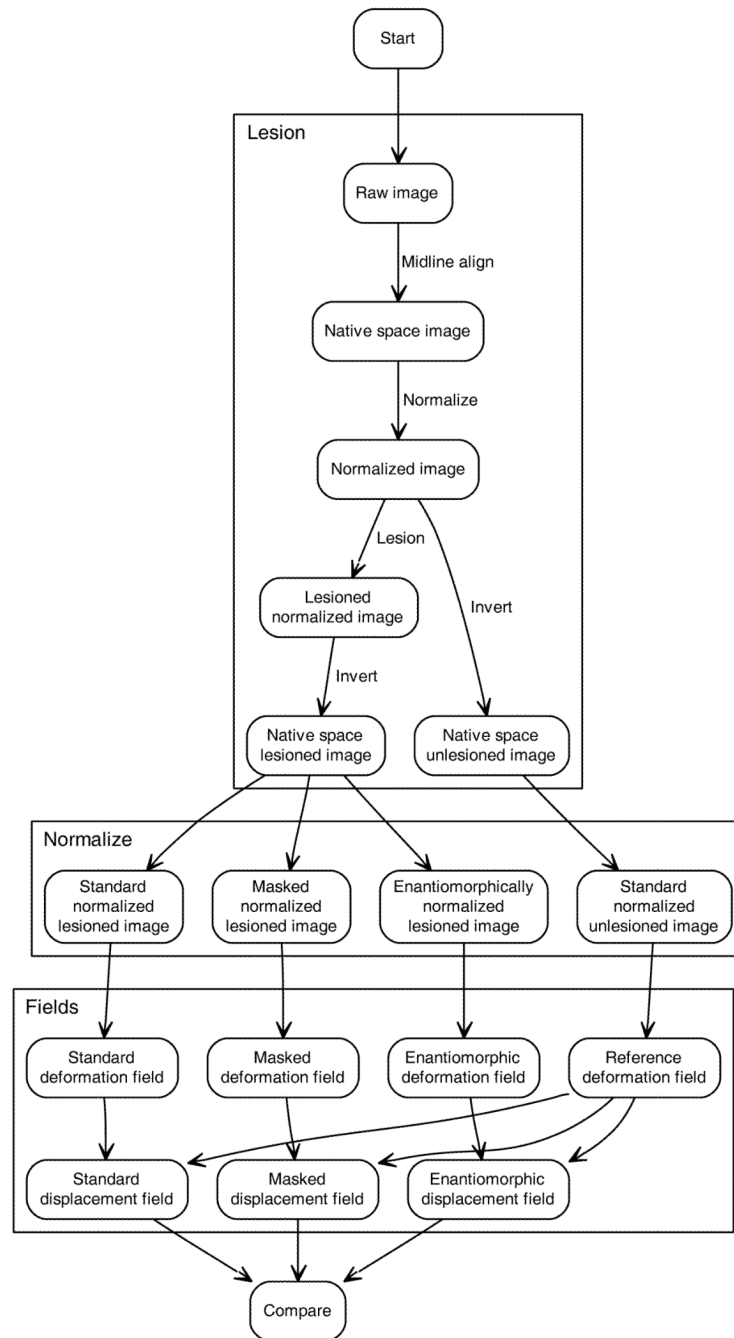 Start
Lesion
Raw image
Midline align
Native space image
Normalize
Normalized image
Lesion
Lesioned
normalized image
Invert
Invert
Native space
lesioned image
Native space
unlesioned image
Normalize
Standard
normalized
lesioned image
Masked
normalized
lesioned image
Enantiomorphically
normalized
lesioned image
Standard
normalized
unlesioned image
Fields
Standard
deformation field
Masked
deformation field
Enantiomorphic
deformation field
Reference
deformation field
Standard
displacement field
Masked
displacement field
Enantiomorphic
displacement field
Compare